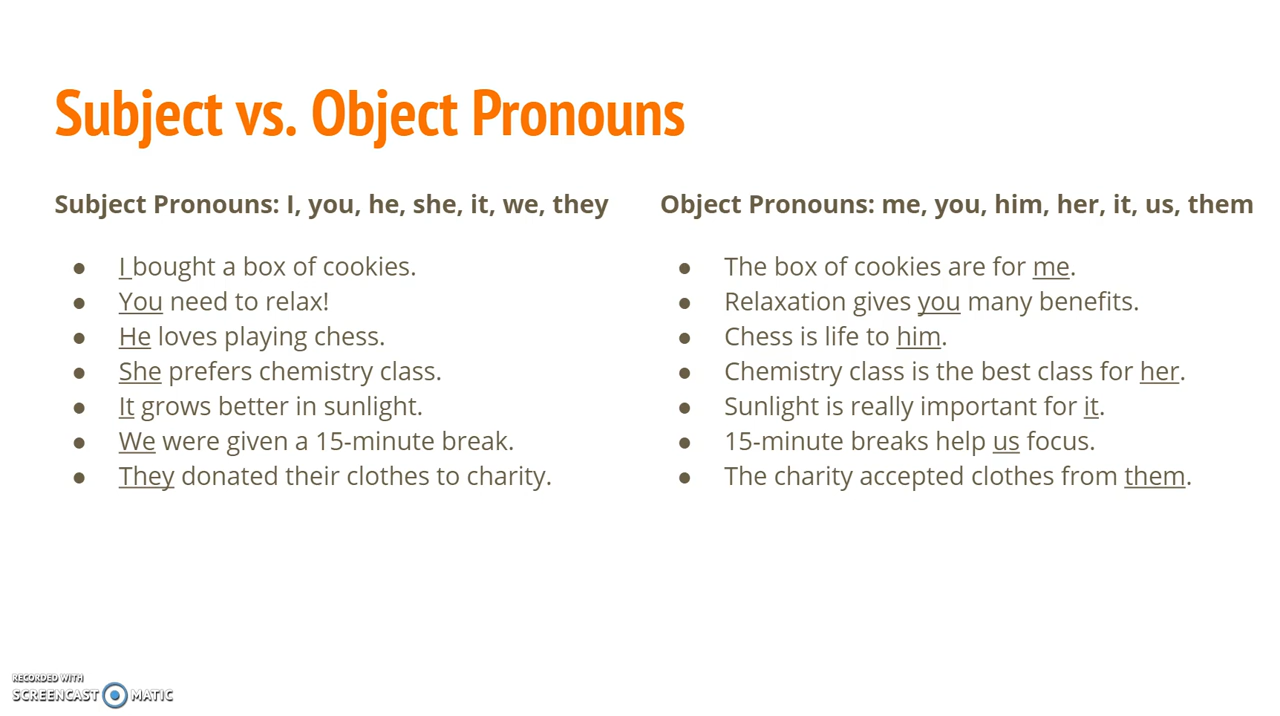 Subject vs. Object Pronouns
Subject Pronouns: I, you, he, she, it, we, they
● I bought a box of cookies.
● You need to relax!
● He loves playing chess.
● She prefers chemistry class.
● It grows better in sunlight.
● We were given a 15-minute break.
● They donated their clothes to charity.
Object Pronouns: me, you, him, her, it, us, them
● The box of cookies are for me.
● Relaxation gives you many benefits.
● Chess is life to him.
● Chemistry class is the best class for her.
● Sunlight is really important for it.
● 15-minute breaks help us focus.
● The charity accepted clothes from them.
RECORDED WITH
SCREENCAST MATIC